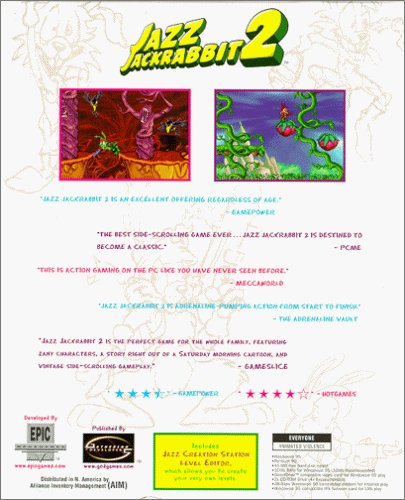 JAZZ
JACKRABBIT 2
"JAZZ JACKRABBIT 2 IS AN EXCELLENT OFFERING REGARDLESS OF AGE."
- GAMEPOWER
"THE BEST SIDE-SCROLLING GAME EVER... JAZZ JACKRABBIT 2 IS DESTINED TO
BECOME A CLASSIC."
- PCME
"THIS IS ACTION GAMING ON THE PC LIKE YOU HAVE NEVER SEEN BEFORE."
- MECCAWORLD
"JAZZ JACKRABBIT 2 IS ADRENALINE-PUMPING ACTION FROM START TO FINISH."
- THE ADRENALINE VAULT
"JAZZ JACKRABBIT 2 IS THE PERFECT GAME FOR THE WHOLE FAMILY, FEATURING
ZANY CHARACTERS, A STORY RIGHT OUT OF A SATURDAY MORNING CARTOON, AND
VINTAGE SIDE-SCROLLING GAMEPLAY."
- GAMESLICE
- GAMEPOWER
- HOTGAMES
Developed By
EPIC
www.epicgames.com
Published By
www.godgames.com
Distributed in N. America by
Alliance Inventory Management (AIM)
Includes
JAZZ CREATION STATION
LEVEL EDITOR,
which allows you to create
your very own levels.
EVERYONE
ANIMATED VIOLENCE